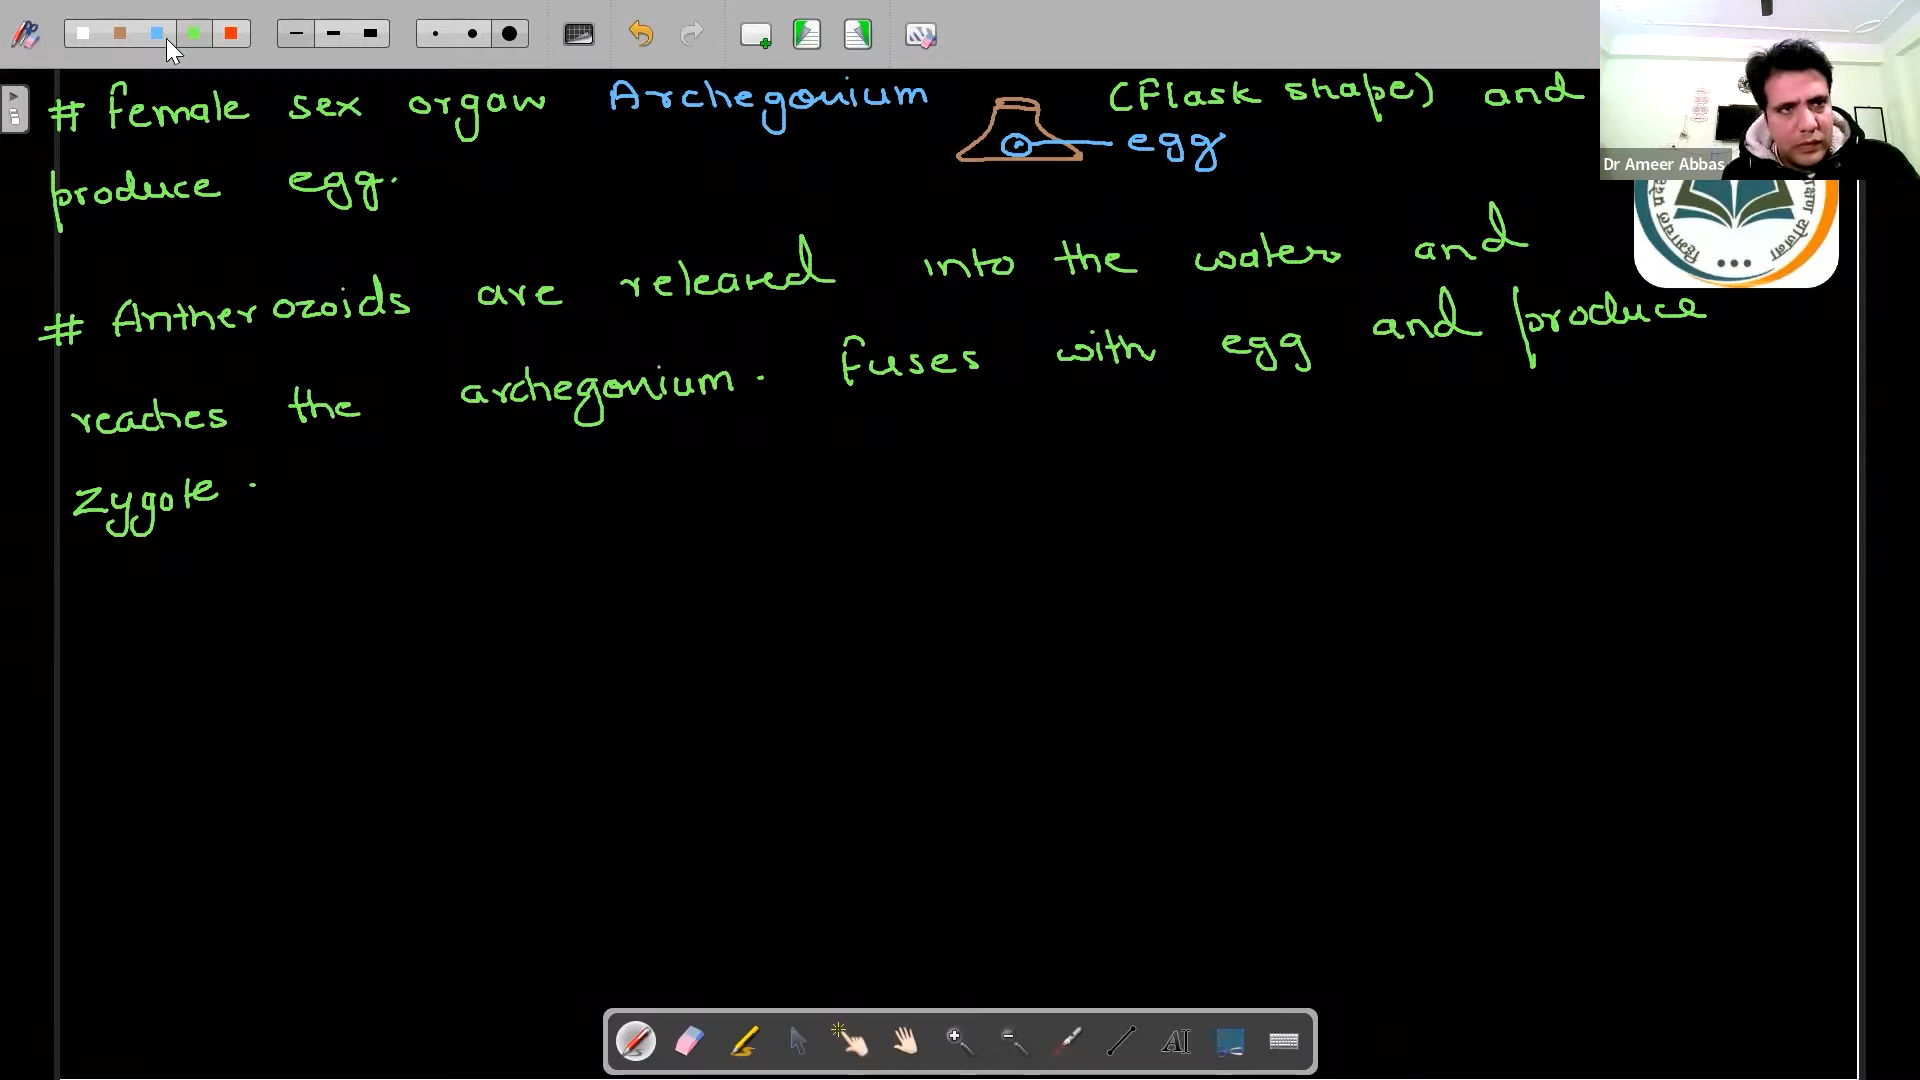 # female sex organ Archegonium (Flask shape) and
egg
produce egg.
# Antherozoids are released into the water and
reaches the archegonium. fuses with egg and produce
zygote.
Dr Ameer Abbas
AI